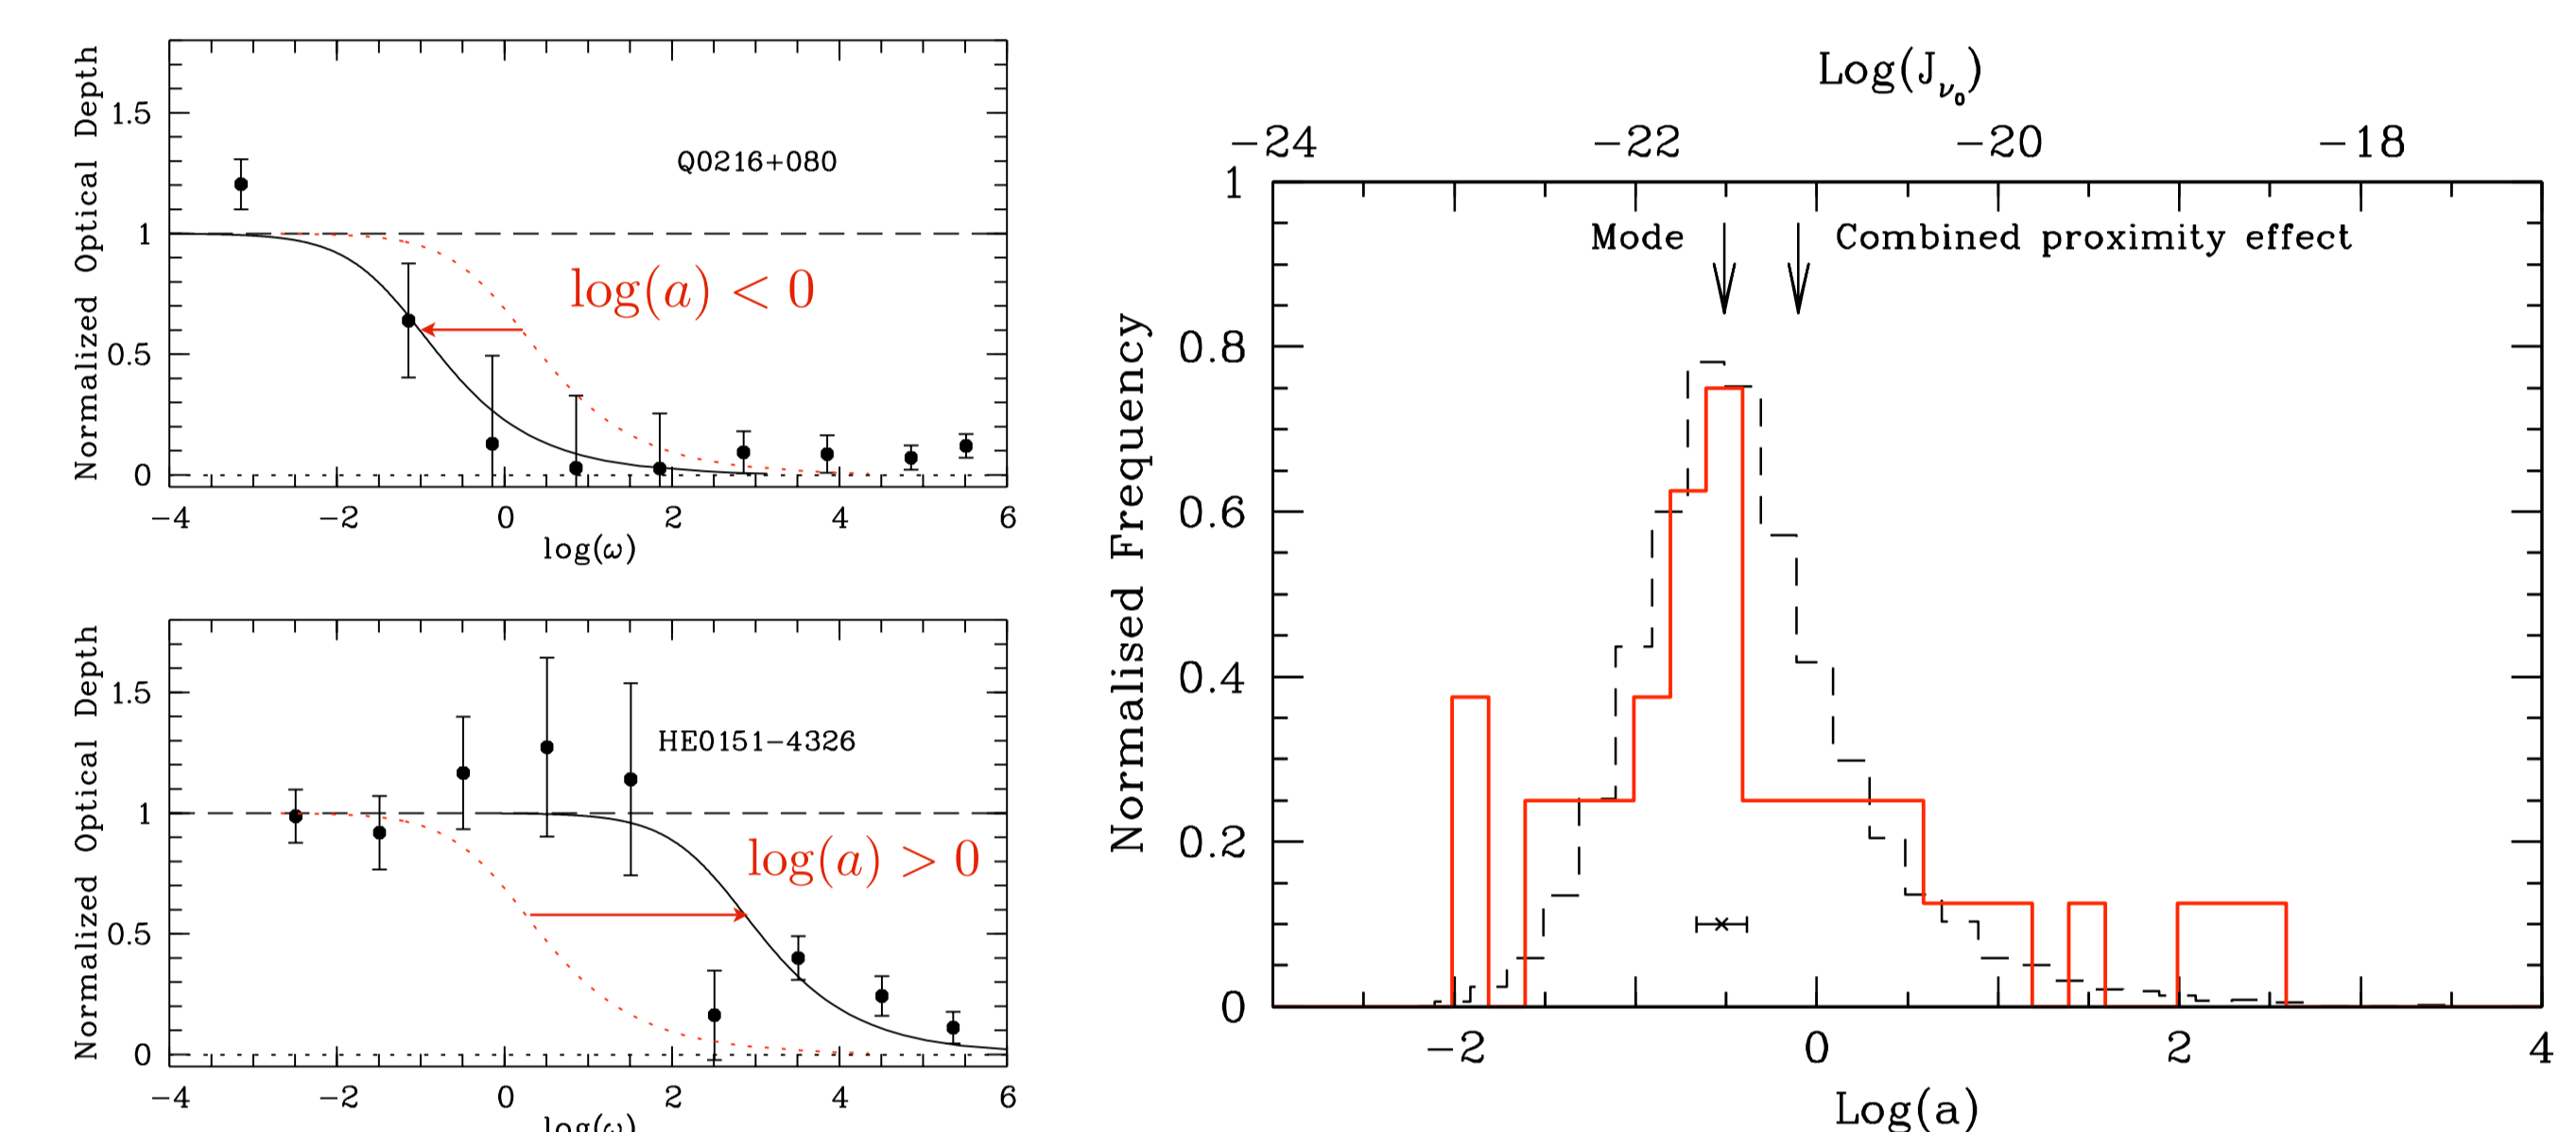 Normalized Optical Depth
1.5
1
0.5
0
Q0216+080
log(a) < 0
−4 −2 0 2 4 6
log(ω)
Normalized Optical Depth
1.5
1
0.5
0
HE0151−4326
log(a) > 0
−4 −2 0 2 4 6
log(ω)
Log(Jν0)
−24 −22 −20 −18
Normalised Frequency
1
0.8
0.6
0.4
0.2
0
Mode
Combined proximity effect
−2 0 2 4
Log(a)